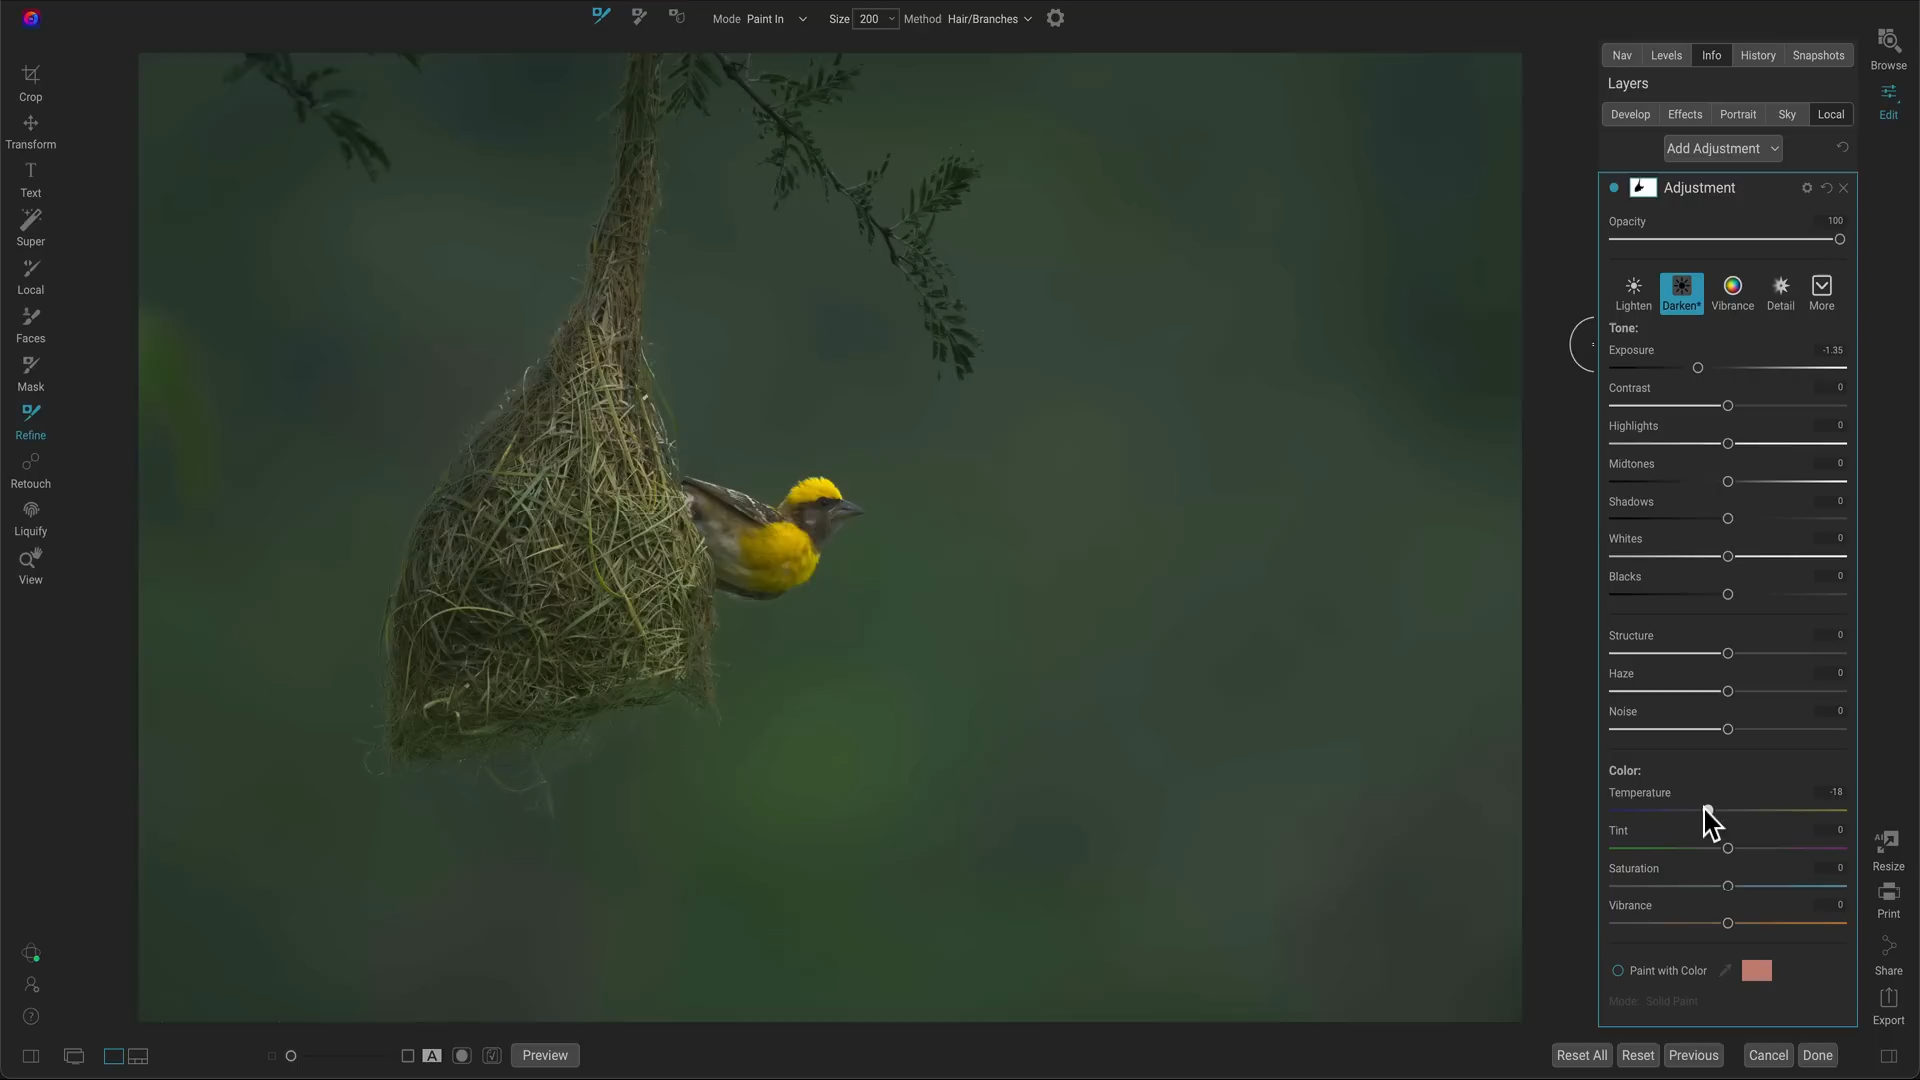 Mode Paint In Size 200 Method Hair/Branches
Crop
Transform
Text
Super
Local
Faces
Mask
Refine
Retouch
Liquify
View
Nav Levels Info History Snapshots
Layers
Develop Effects Portrait Sky Local
Add Adjustment
Adjustment
Opacity 100
Lighten Darken* Vibrance Detail More
Tone:
Exposure -1.35
Contrast 0
Highlights 0
Midtones 0
Shadows 0
Whites 0
Blacks 0
Structure 0
Haze 0
Noise 0
Color:
Temperature -18
Tint 0
Saturation 0
Vibrance 0
Paint with Color
Mode: Solid Paint
Browse
Edit
AI
Resize
Print
Share
Export
A Preview
Reset All Reset Previous Cancel Done